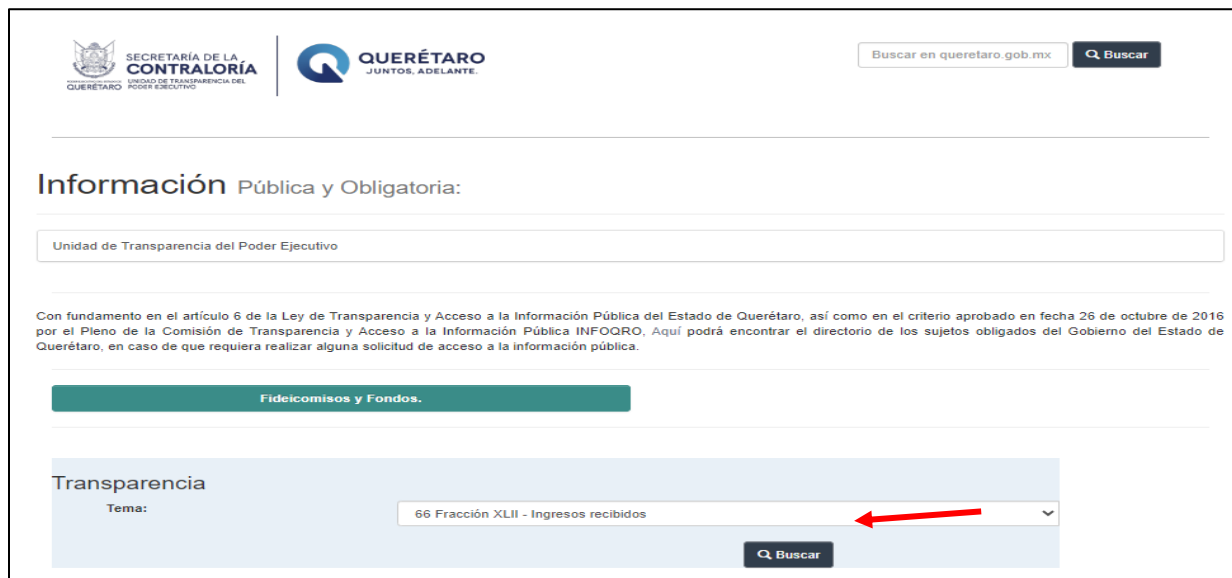 SECRETARÍA DE LA
CONTRALORÍA
UNIDAD DE TRANSPARENCIA DEL
PODER EJECUTIVO
QUERÉTARO
QUERÉTARO
JUNTOS, ADELANTE.
Buscar en queretaro.gob.mx
Buscar
Información Pública y Obligatoria:
Unidad de Transparencia del Poder Ejecutivo
Con fundamento en el artículo 6 de la Ley de Transparencia y Acceso a la Información Pública del Estado de Querétaro, así como en el criterio aprobado en fecha 26 de octubre de 2016
por el Pleno de la Comisión de Transparencia y Acceso a la Información Pública INFOQRO, Aquí podrá encontrar el directorio de los sujetos obligados del Gobierno del Estado de
Querétaro, en caso de que requiera realizar alguna solicitud de acceso a la información pública.
Fideicomisos y Fondos.
Transparencia
Tema:
66 Fracción XLII - Ingresos recibidos
Buscar